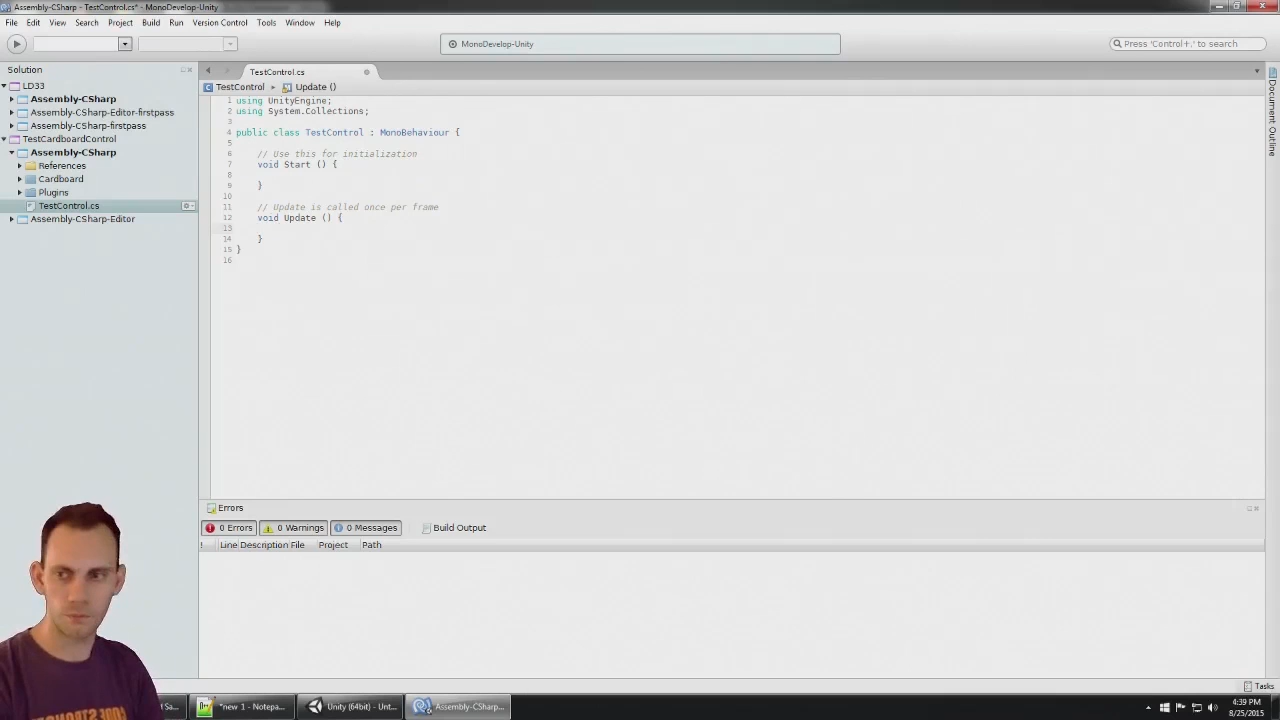 Assembly-CSharp - TestControl.cs* - MonoDevelop-Unity
File Edit View Search Project Build Run Version Control Tools Window Help
MonoDevelop-Unity
Press 'Control+,' to search
Solution
LD33
Assembly-CSharp
Assembly-CSharp-Editor-firstpass
Assembly-CSharp-firstpass
TestCardboardControl
Assembly-CSharp
References
Cardboard
Plugins
TestControl.cs
Assembly-CSharp-Editor
TestControl.cs
TestControl Update ()
1 using UnityEngine;
2 using System.Collections;
3
4 public class TestControl : MonoBehaviour {
5
6 // Use this for initialization
7 void Start () {
8
9 }
10
11 // Update is called once per frame
12 void Update () {
13
14 }
15 }
16
Document Outline
Errors
0 Errors 0 Warnings 0 Messages Build Output
! Line Description File Project Path
Tasks
*new 1 - Notepa... Unity (64bit) - Unt... Assembly-CSharp...
4:39 PM
8/25/2015